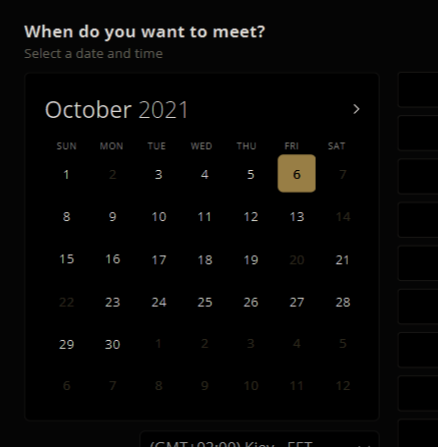 When do you want to meet?
Select a date and time
October 2021
SUN MON TUE WED THU FRI SAT
1 2 3 4 5 6 7
8 9 10 11 12 13 14
15 16 17 18 19 20 21
22 23 24 25 26 27 28
29 30 1 2 3 4 5
6 7 8 9 10 11 12
(GMT+02:00) Kiev - EET